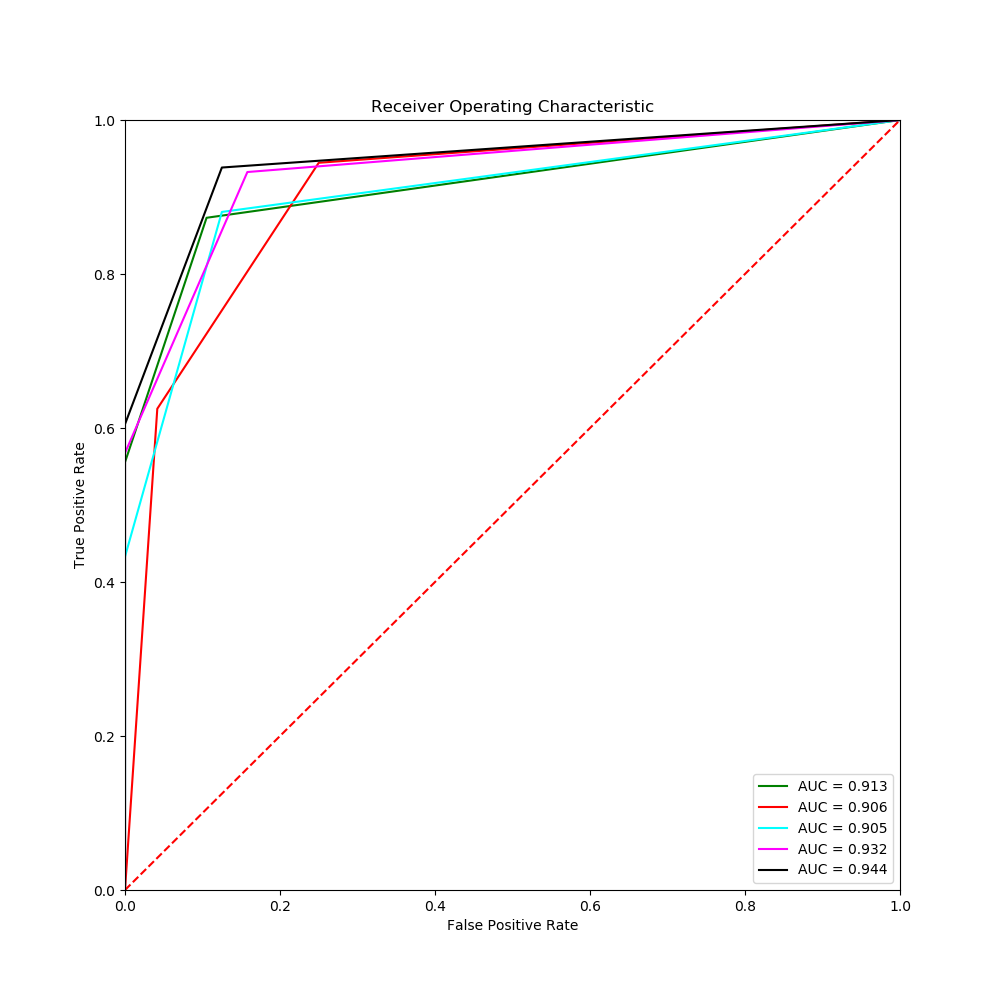 Receiver Operating Characteristic
1.0
0.8
0.6
0.4
0.2
0.0
True Positive Rate
0.0 0.2 0.4 0.6 0.8 1.0
False Positive Rate
AUC = 0.913
AUC = 0.906
AUC = 0.905
AUC = 0.932
AUC = 0.944